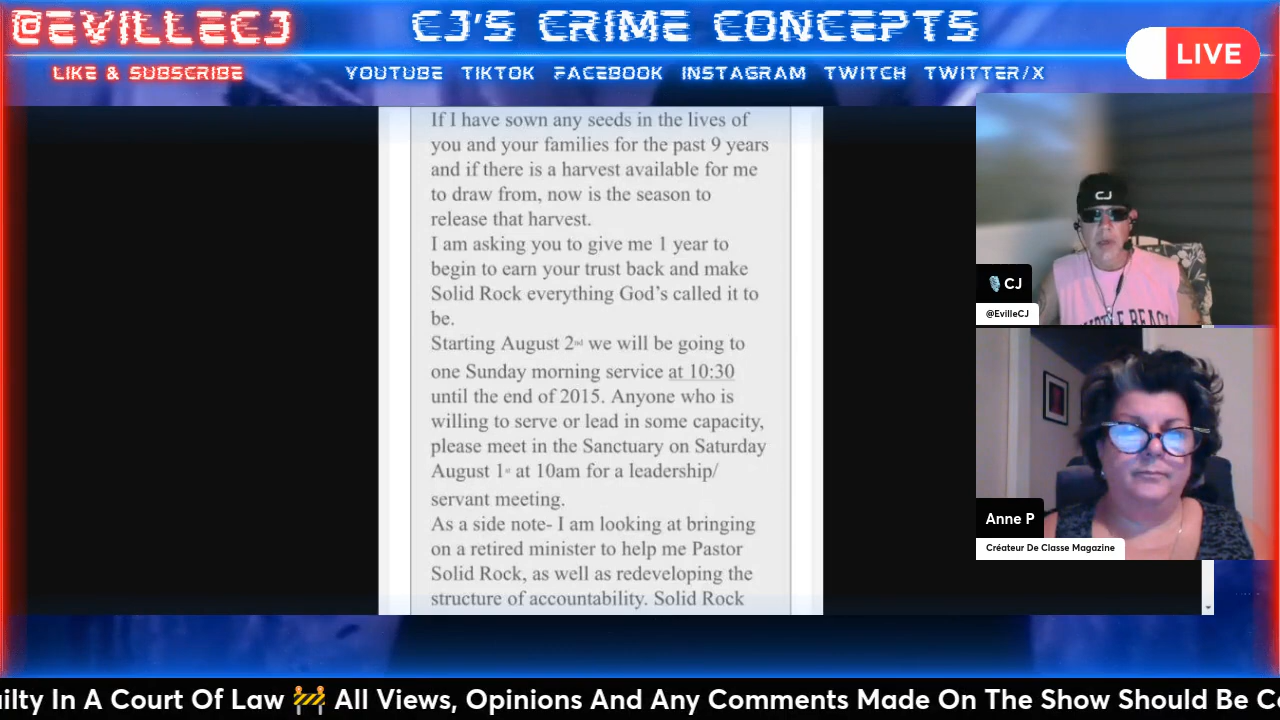 @EVILLECJ
CJ'S CRIME CONCEPTS
LIVE
LIKE & SUBSCRIBE
YOUTUBE TIKTOK FACEBOOK INSTAGRAM TWITCH TWITTER/X
If I have sown any seeds in the lives of
you and your families for the past 9 years
and if there is a harvest available for me
to draw from, now is the season to
release that harvest.
I am asking you to give me 1 year to
begin to earn your trust back and make
Solid Rock everything God's called it to
be.
Starting August 2nd we will be going to
one Sunday morning service at 10:30
until the end of 2015. Anyone who is
willing to serve or lead in some capacity,
please meet in the Sanctuary on Saturday
August 1st at 10am for a leadership/
servant meeting.
As a side note- I am looking at bringing
on a retired minister to help me Pastor
Solid Rock, as well as redeveloping the
structure of accountability. Solid Rock
CJ
🎙️CJ
@EvilleCJ
Anne P
Créateur De Classe Magazine
In A Court Of Law 🚧 All Views, Opinions And Any Comments Made On The Show Should Be